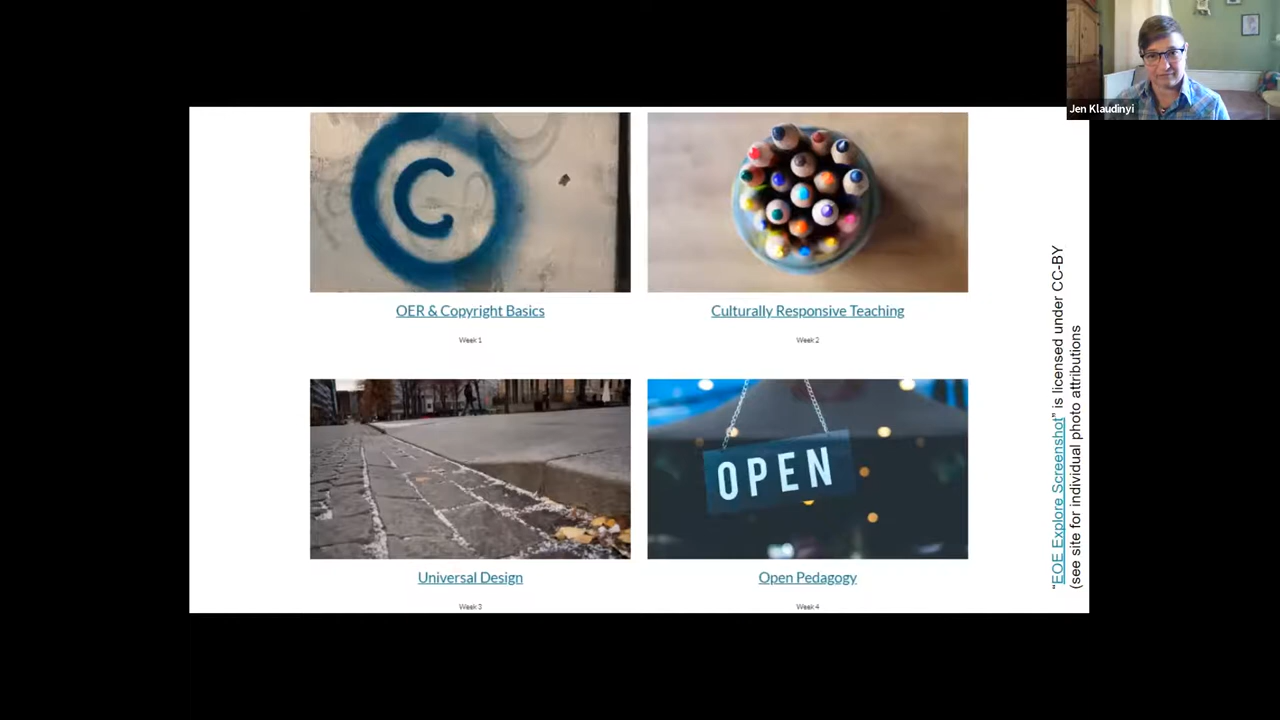 Jen Klaudinyi
©
OER & Copyright Basics
Week 1
Culturally Responsive Teaching
Week 2
OPEN
Universal Design
Week 3
Open Pedagogy
Week 4
"EOE Explore Screenshot" is licensed under CC-BY
(see site for individual photo attributions